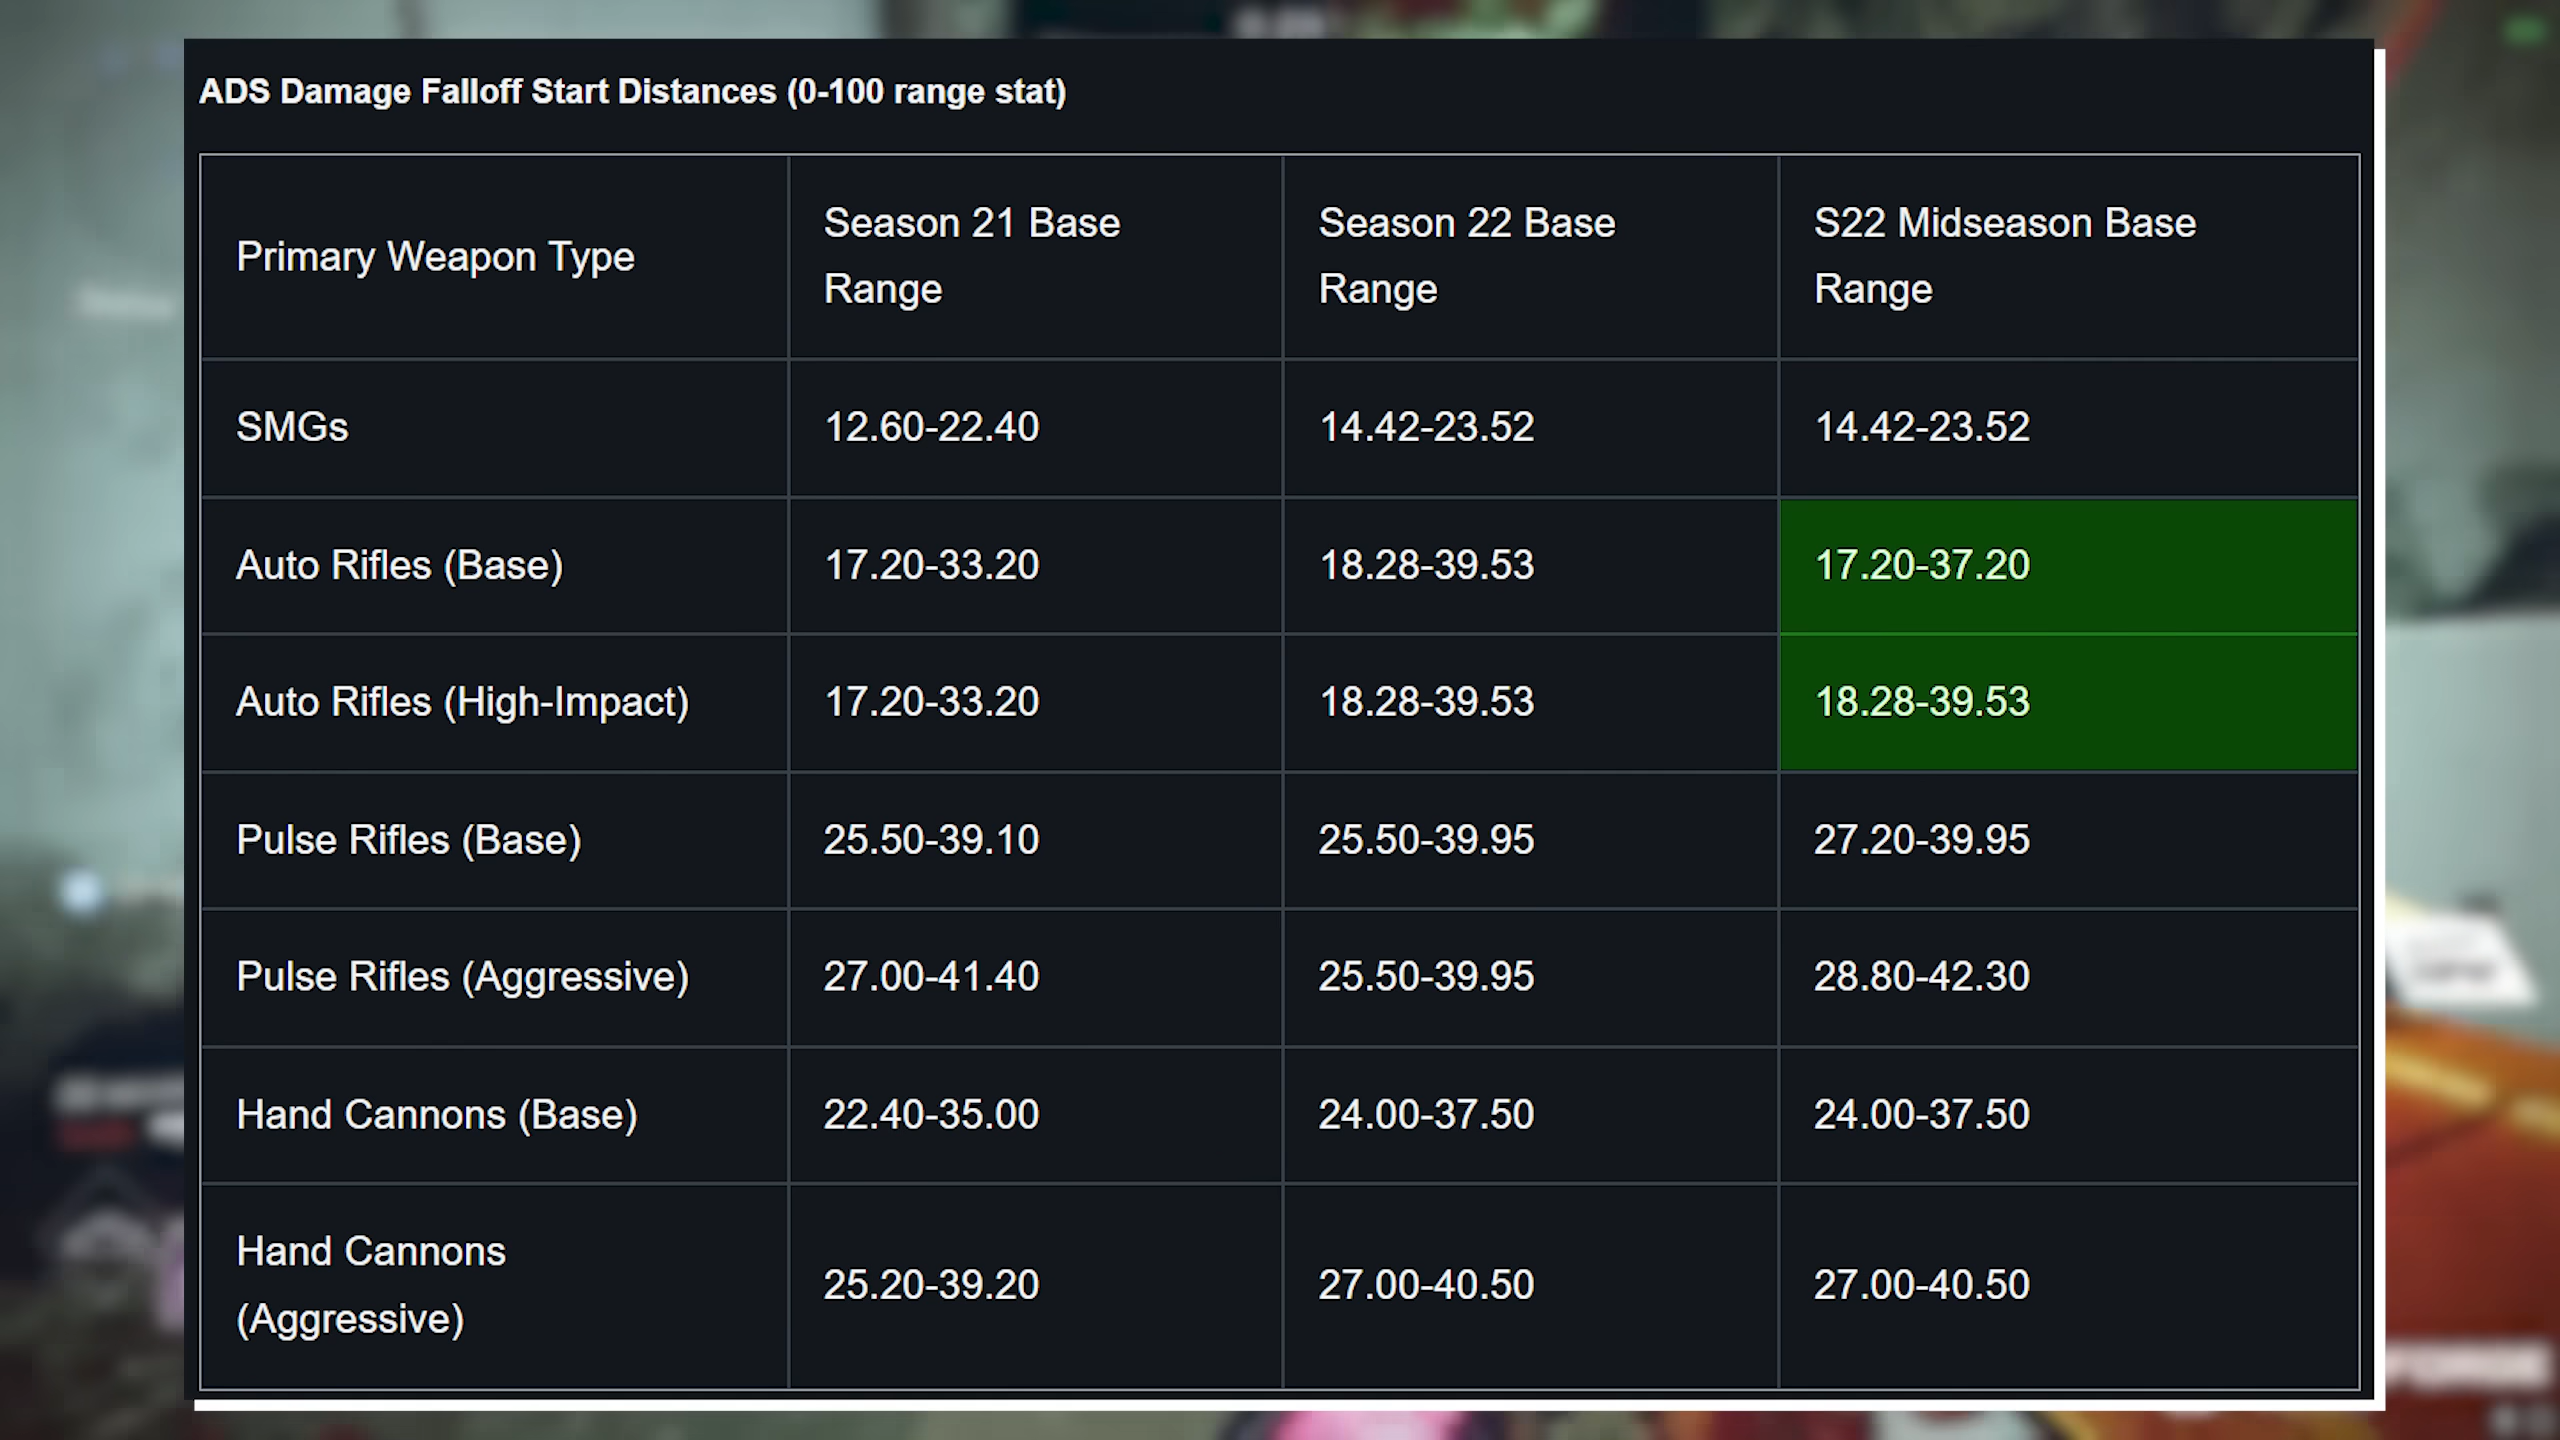 ADS Damage Falloff Start Distances (0-100 range stat)
Primary Weapon Type
Season 21 Base
Range
Season 22 Base
Range
S22 Midseason Base
Range
SMGs
12.60-22.40
14.42-23.52
14.42-23.52
Auto Rifles (Base)
17.20-33.20
18.28-39.53
17.20-37.20
Auto Rifles (High-Impact)
17.20-33.20
18.28-39.53
18.28-39.53
Pulse Rifles (Base)
25.50-39.10
25.50-39.95
27.20-39.95
Pulse Rifles (Aggressive)
27.00-41.40
25.50-39.95
28.80-42.30
Hand Cannons (Base)
22.40-35.00
24.00-37.50
24.00-37.50
Hand Cannons
(Aggressive)
25.20-39.20
27.00-40.50
27.00-40.50